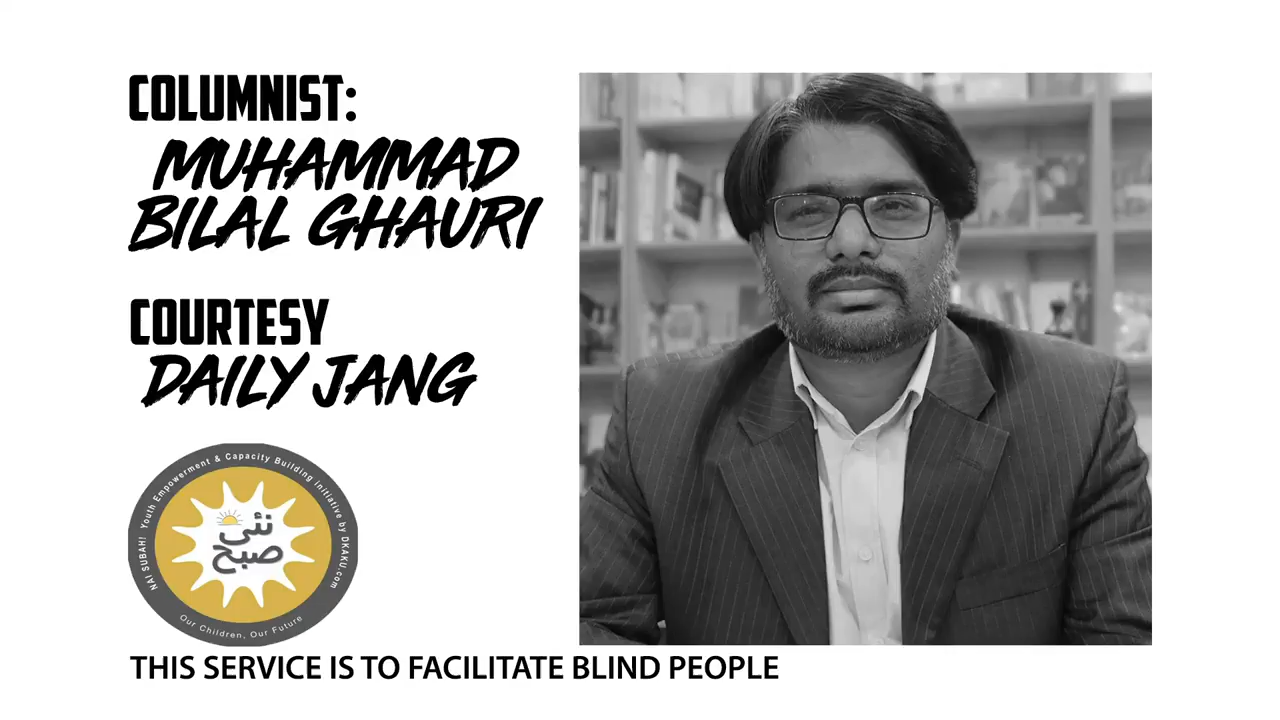 COLUMNIST:
MUHAMMAD
BILAL GHAURI
COURTESY
DAILY JANG
NAI SUBAH! Youth Empowerment & Capacity Building initiative by DKAKU.com
نئی
صبح
Our Children, Our Future
THIS SERVICE IS TO FACILITATE BLIND PEOPLE